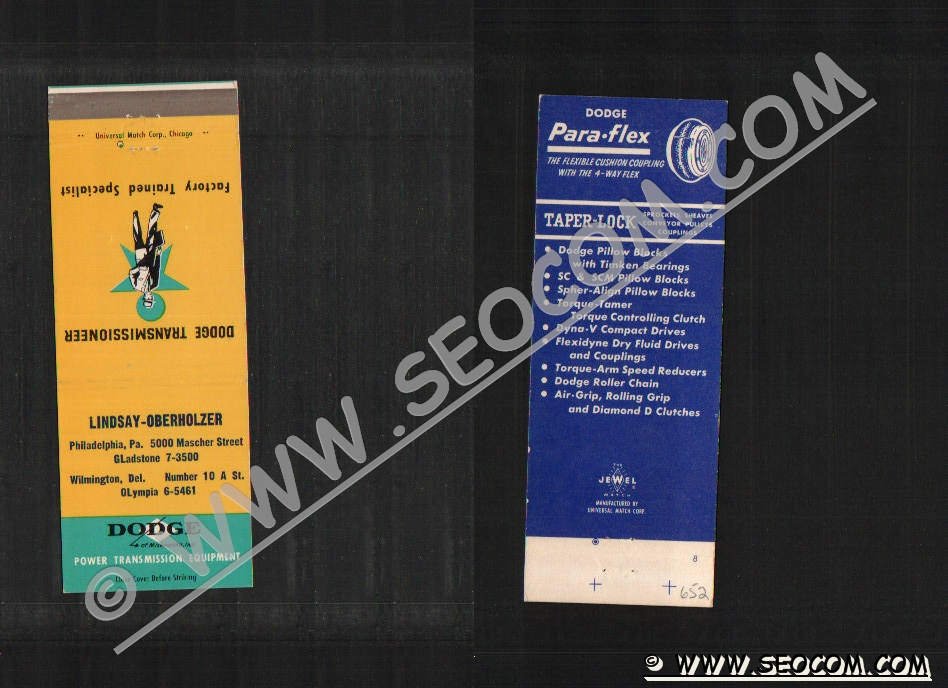 Universal Match Corp., Chicago
Factory Trained Specialist
DODGE TRANSMISSIONEER
LINDSAY-OBERHOLZER
Philadelphia, Pa. 5000 Mascher Street
GLadstone 7-3500
Wilmington, Del. Number 10 A St.
OLympia 6-5461
DODGE
of Mishawaka, Ind.
POWER TRANSMISSION EQUIPMENT
Close Cover Before Striking
DODGE
Para-flex
THE FLEXIBLE CUSHION COUPLING
WITH THE 4-WAY FLEX
TAPER-LOCK
SPROCKETS SHEAVES
CONVEYOR PULLEYS
COUPLINGS
• Dodge Pillow Blocks
with Timken Bearings
• SC & SCM Pillow Blocks
• Spher-Align Pillow Blocks
• Torque-Tamer
Torque Controlling Clutch
• Dyna-V Compact Drives
• Flexidyne Dry Fluid Drives
and Couplings
• Torque-Arm Speed Reducers
• Dodge Roller Chain
• Air-Grip, Rolling Grip
and Diamond D Clutches
THE
JEWEL
MATCH
MANUFACTURED BY
UNIVERSAL MATCH CORP.
8
652
© WWW.SEOCOM.COM
© WWW.SEOCOM.COM